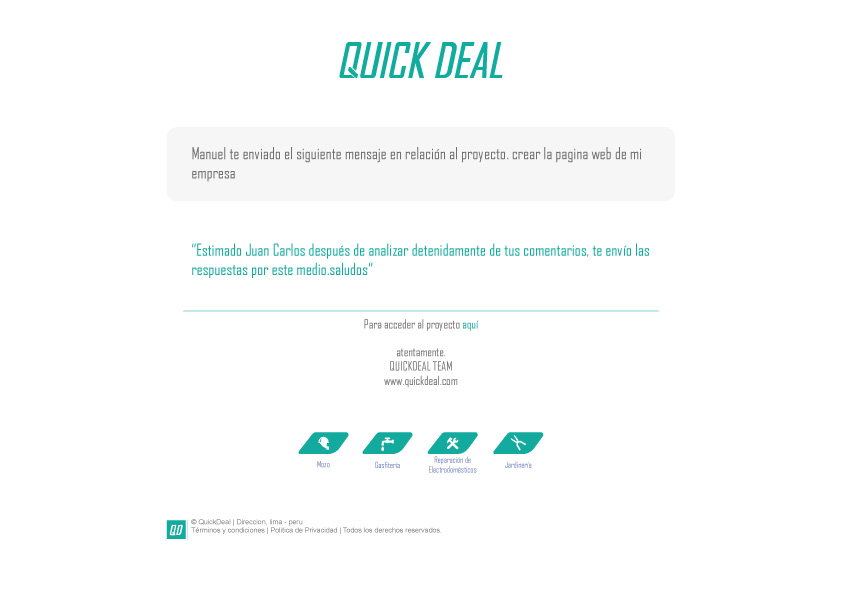 QUICK DEAL
Manuel te enviado el siguiente mensaje en relación al proyecto. crear la pagina web de mi
empresa
“Estimado Juan Carlos después de analizar detenidamente de tus comentarios, te envío las
respuestas por este medio.saludos”
Para acceder al proyecto aquí
atentamente.
QUICKDEAL TEAM
www.quickdeal.com
Mozo
Gasfitería
Reparación de
Electrodomésticos
Jardinería
QD
© QuickDeal | Direccion, lima - peru
Términos y condiciones | Politica de Privacidad | Todos los derechos reservados.